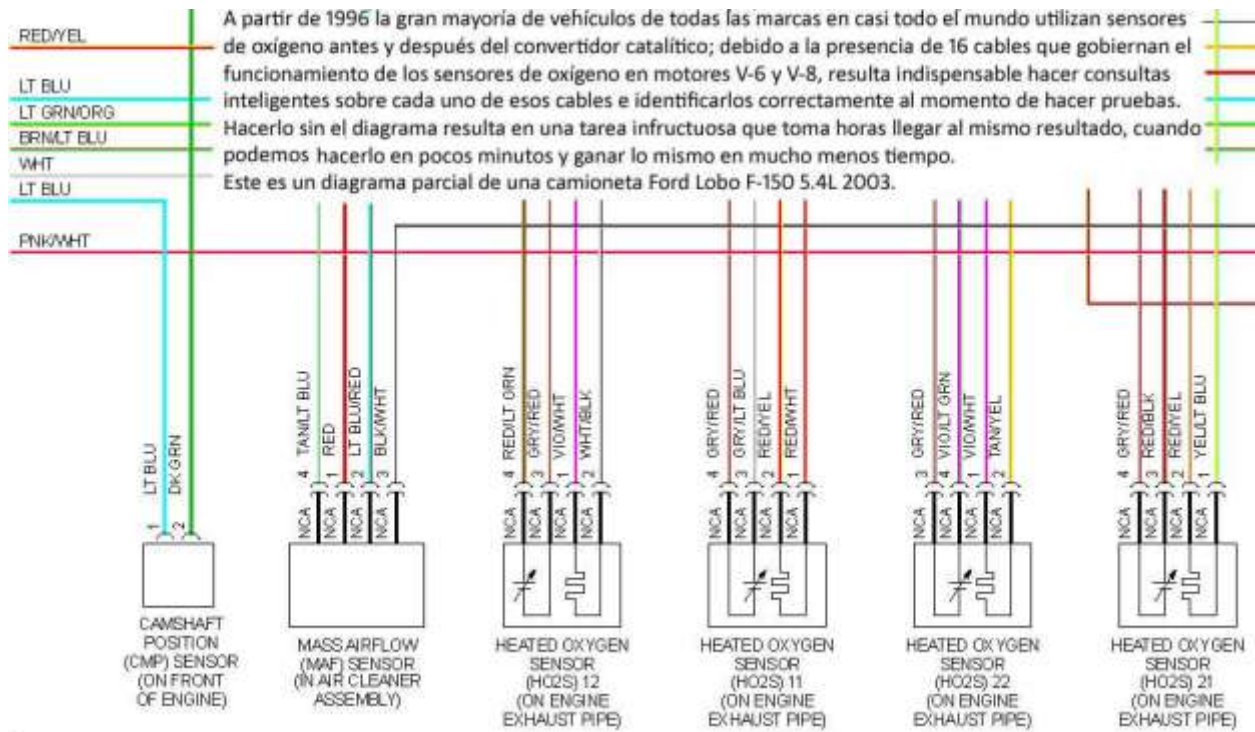 A partir de 1996 la gran mayoría de vehículos de todas las marcas en casi todo el mundo utilizan sensores
de oxígeno antes y después del convertidor catalítico; debido a la presencia de 16 cables que gobiernan el
funcionamiento de los sensores de oxígeno en motores V-6 y V-8, resulta indispensable hacer consultas
inteligentes sobre cada uno de esos cables e identificarlos correctamente al momento de hacer pruebas.
Hacerlo sin el diagrama resulta en una tarea infructuosa que toma horas llegar al mismo resultado, cuando
podemos hacerlo en pocos minutos y ganar lo mismo en mucho menos tiempo.
Este es un diagrama parcial de una camioneta Ford Lobo F-150 5.4L 2003.
RED/YEL
LT BLU
LT GRN/ORG
BRN/LT BLU
WHT
LT BLU
PNK/WHT
1 LT BLU
2 DK GRN
CAMSHAFT
POSITION
(CMP) SENSOR
(ON FRONT
OF ENGINE)
4 TAN/LT BLU
1 RED
2 LT BLU/RED
3 BLK/WHT
NCA
NCA
NCA
NCA
MASS AIRFLOW
(MAF) SENSOR
(IN AIR CLEANER
ASSEMBLY)
4 RED/LT GRN
3 GRY/RED
1 VIO/WHT
2 WHT/BLK
NCA
NCA
NCA
NCA
HEATED OXYGEN
SENSOR
(HO2S) 12
(ON ENGINE
EXHAUST PIPE)
4 GRY/RED
3 GRY/LT BLU
2 RED/YEL
1 RED/WHT
NCA
NCA
NCA
NCA
HEATED OXYGEN
SENSOR
(HO2S) 11
(ON ENGINE
EXHAUST PIPE)
3 GRY/RED
4 VIO/LT GRN
1 VIO/WHT
2 TAN/YEL
NCA
NCA
NCA
NCA
HEATED OXYGEN
SENSOR
(HO2S) 22
(ON ENGINE
EXHAUST PIPE)
4 GRY/RED
3 RED/BLK
2 RED/YEL
1 YEL/LT BLU
NCA
NCA
NCA
NCA
HEATED OXYGEN
SENSOR
(HO2S) 21
(ON ENGINE
EXHAUST PIPE)